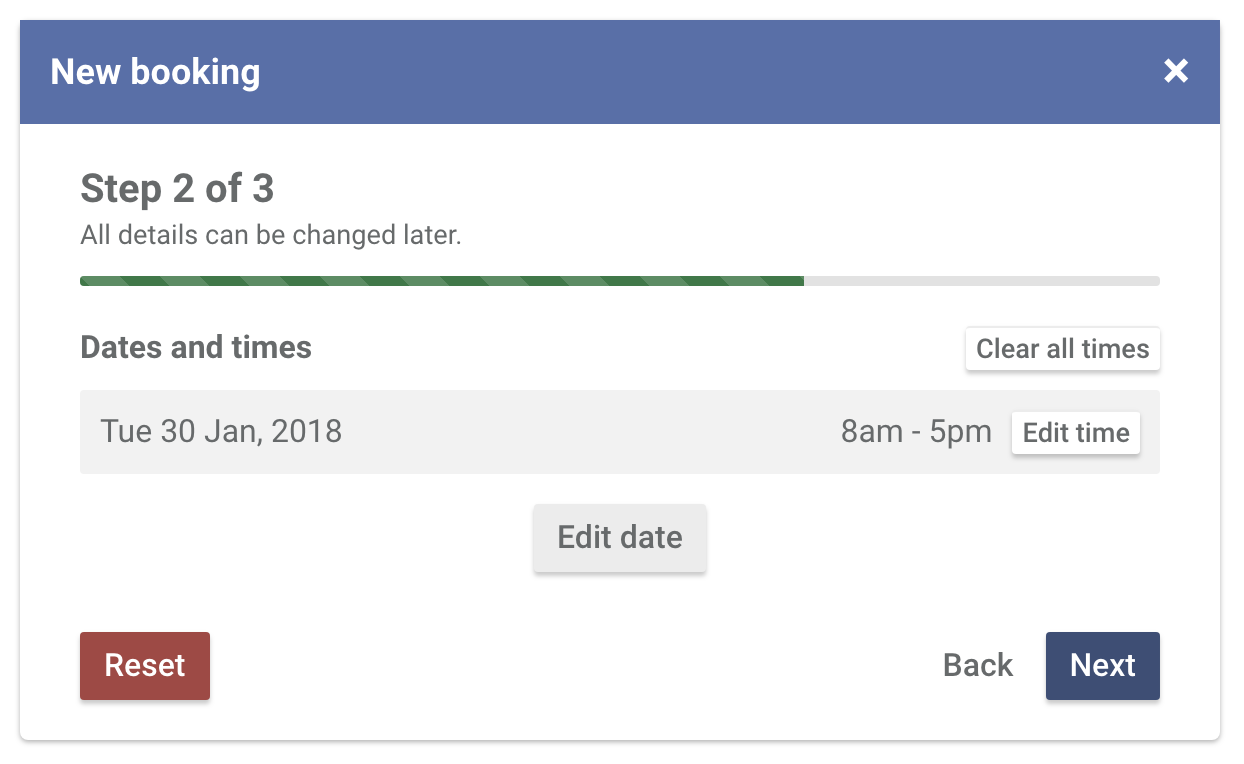 New booking ×
Step 2 of 3
All details can be changed later.
Dates and times Clear all times
Tue 30 Jan, 2018 8am - 5pm Edit time
Edit date
Reset Back Next